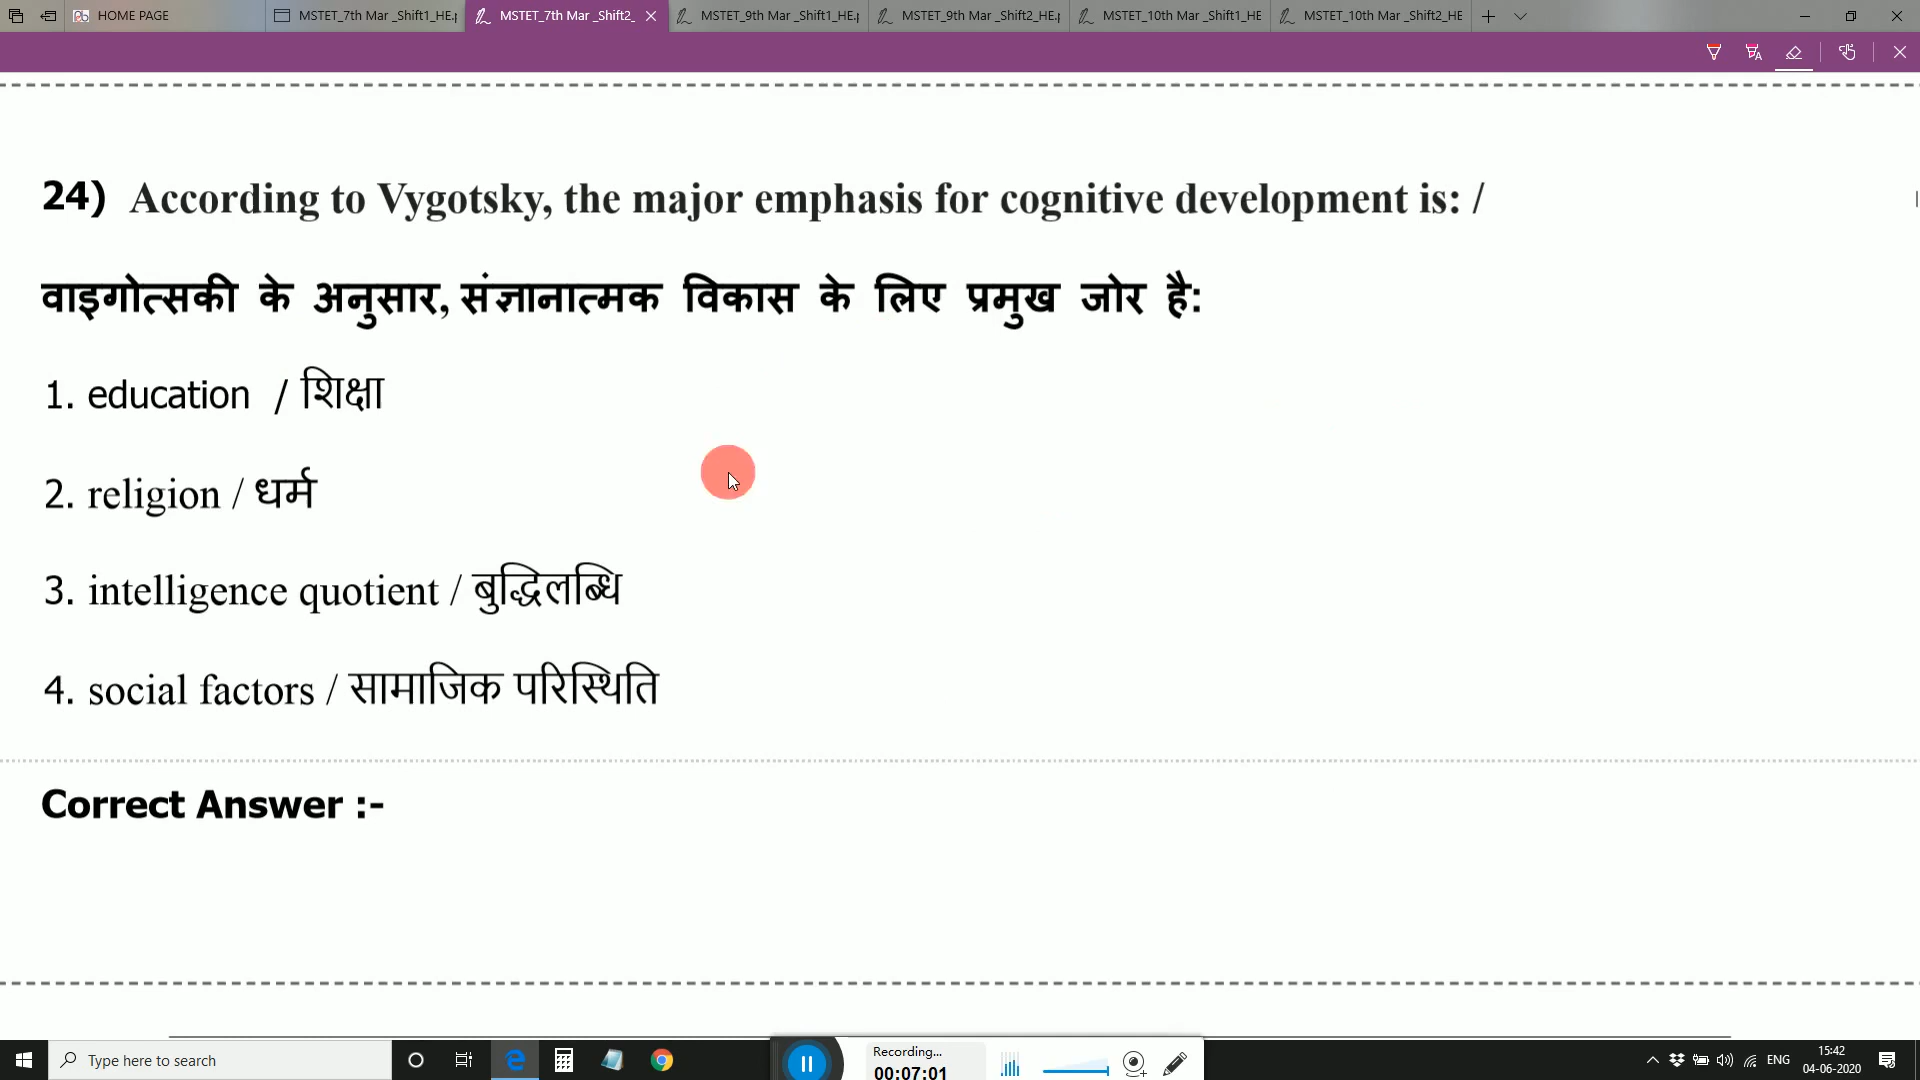 HOME PAGE
MSTET_7th Mar _Shift1_HE.p
MSTET_7th Mar _Shift2_
MSTET_9th Mar _Shift1_HE.p
MSTET_9th Mar _Shift2_HE.p
MSTET_10th Mar _Shift1_HE
MSTET_10th Mar _Shift2_HE
24) According to Vygotsky, the major emphasis for cognitive development is: /
वाइगोत्सकी के अनुसार, संज्ञानात्मक विकास के लिए प्रमुख जोर है:
1. education / शिक्षा
2. religion / धर्म
3. intelligence quotient / बुद्धिलब्धि
4. social factors / सामाजिक परिस्थिति
Correct Answer :-
Type here to search
Recording...
00:07:01
ENG
15:42
04-06-2020